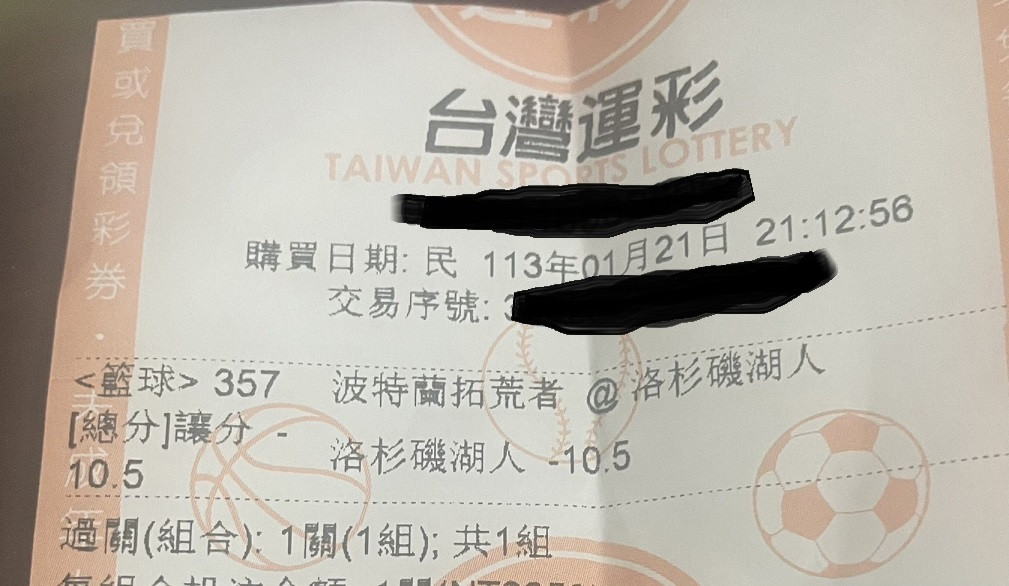 運彩
台灣運彩
TAIWAN SPORTS LOTTERY
購買日期: 民 113年01月21日 21:12:56
交易序號:
<籃球> 357 波特蘭拓荒者 @ 洛杉磯湖人
[總分]讓分 -
10.5
洛杉磯湖人 -10.5
過關(組合): 1關(1組); 共1組
買或兌領彩券．